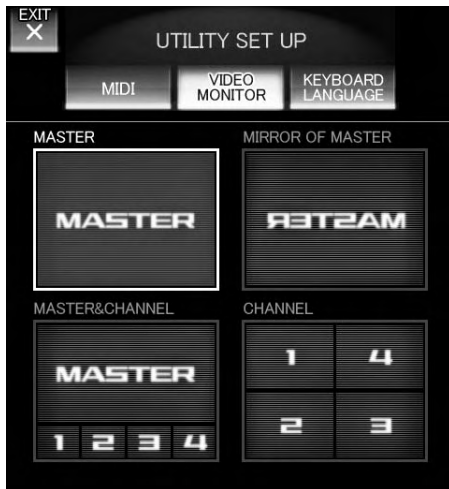 EXIT
×
UTILITY SET UP
MIDI
VIDEO
MONITOR
KEYBOARD
LANGUAGE
MASTER
MIRROR OF MASTER
MASTER
MASTER
MASTER&CHANNEL
CHANNEL
MASTER
1 2 3 4
1 4
2 3